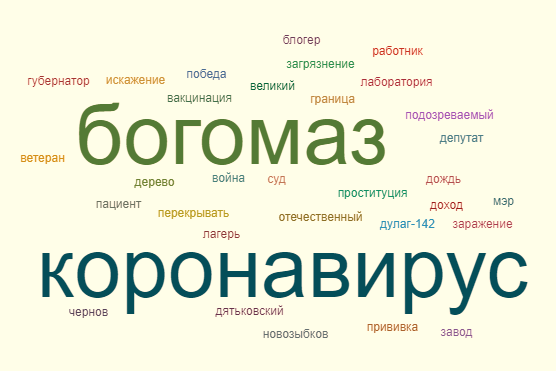 блогер
работник
загрязнение
губернатор искажение победа великий лаборатория
вакцинация граница
богомаз подозреваемый
депутат
ветеран
дерево война суд дождь
проституция
пациент доход мэр
перекрывать отечественный
дулаг-142 заражение
лагерь
коронавирус
чернов дятьковский
новозыбков прививка завод